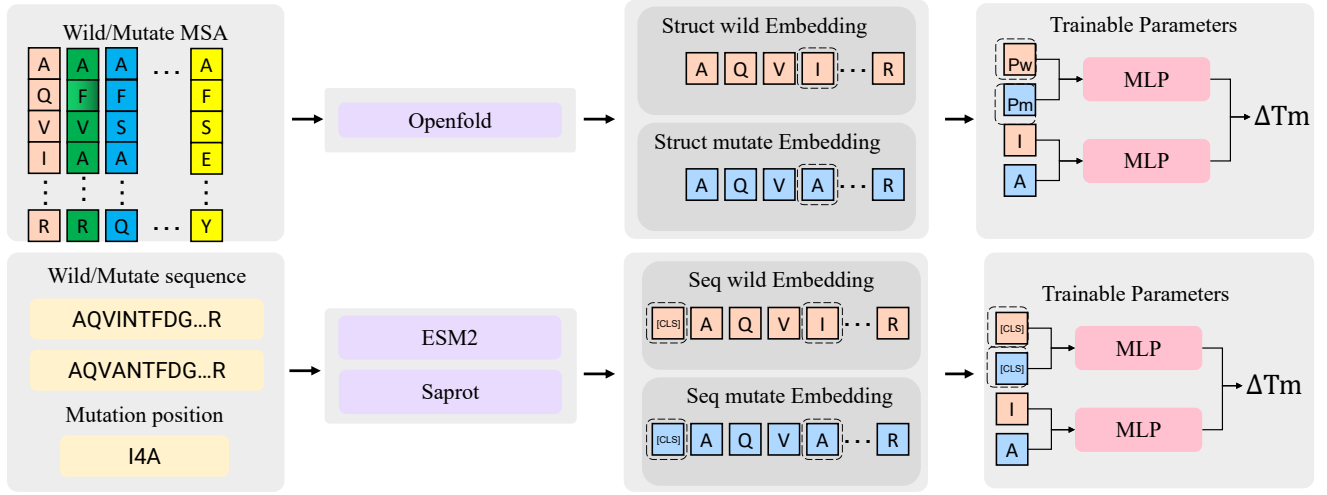 Wild/Mutate MSA
A A A ... A
Q F F F
V V S S
I A A E
R R Q ... Y
Openfold
Struct wild Embedding
A Q V I ... R
Struct mutate Embedding
A Q V A ... R
Trainable Parameters
Pw
Pm
MLP
I
A
MLP
ΔTm
Wild/Mutate sequence
AQVINTFDG...R
AQVANTFDG...R
Mutation position
I4A
ESM2
Saprot
Seq wild Embedding
[CLS] A Q V I ... R
Seq mutate Embedding
[CLS] A Q V A ... R
Trainable Parameters
[CLS]
[CLS]
MLP
I
A
MLP
ΔTm